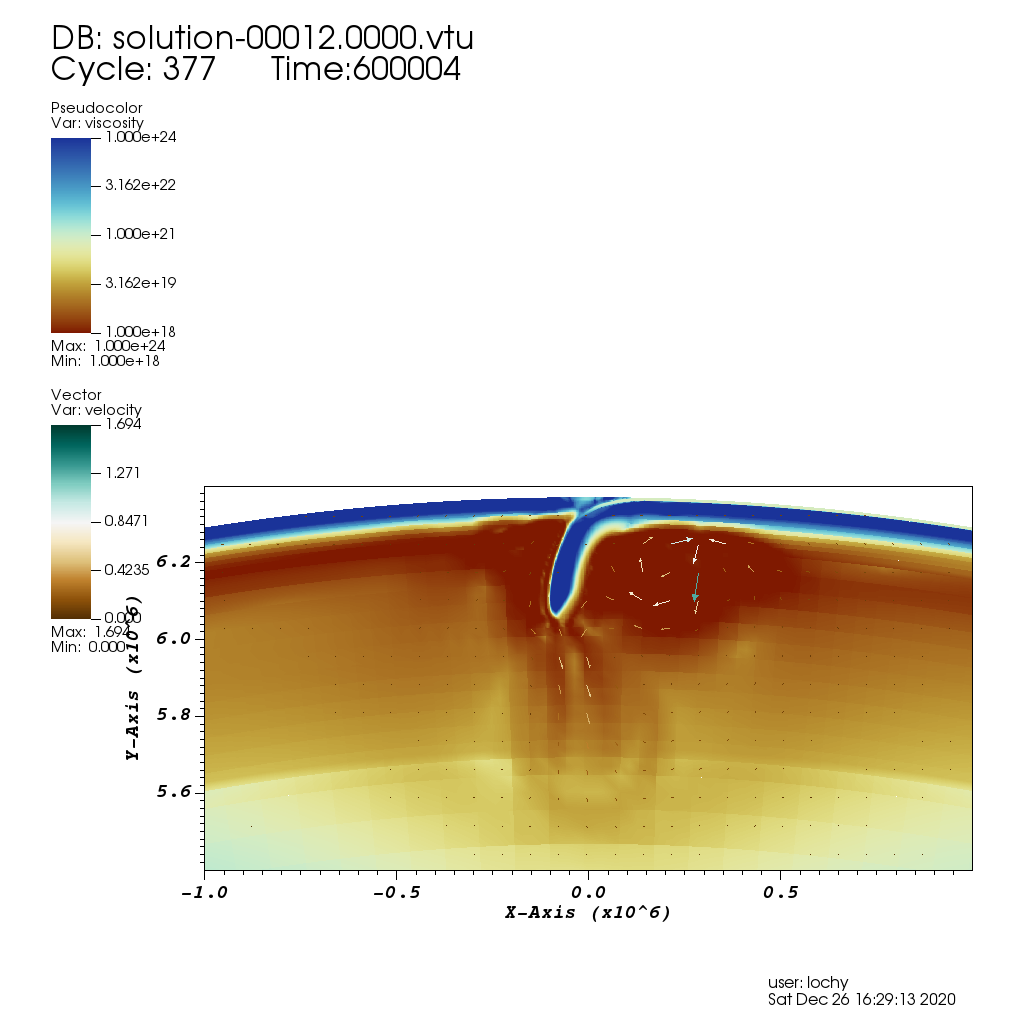 DB: solution-00012.0000.vtu
Cycle: 377 Time:600004
Pseudocolor
Var: viscosity
1.000e+24
3.162e+22
1.000e+21
3.162e+19
1.000e+18
Max: 1.000e+24
Min: 1.000e+18
Vector
Var: velocity
1.694
1.271
0.8471
0.4235
0.000
Max: 1.694
Min: 0.000
Y-Axis (x10^6)
6.2
6.0
5.8
5.6
-1.0 -0.5 0.0 0.5
X-Axis (x10^6)
user: lochy
Sat Dec 26 16:29:13 2020